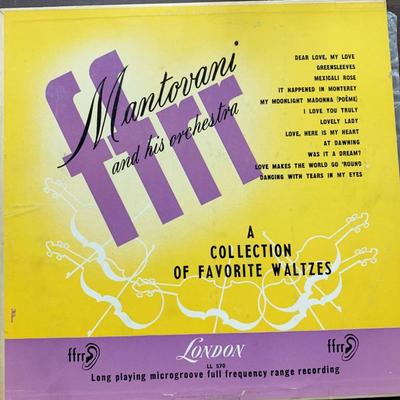 ffrr
Mantovani
and his orchestra
DEAR LOVE, MY LOVE
GREENSLEEVES
MEXIGALI ROSE
IT HAPPENED IN MONTEREY
MY MOONLIGHT MADONNA (POÈME)
I LOVE YOU TRULY
LOVELY LADY
LOVE, HERE IS MY HEART
AT DAWNING
WAS IT A DREAM?
LOVE MAKES THE WORLD GO 'ROUND
DANCING WITH TEARS IN MY EYES
A
COLLECTION
OF FAVORITE WALTZES
ffrr
LONDON
LL 570
ffrr
Long playing microgroove full frequency range recording